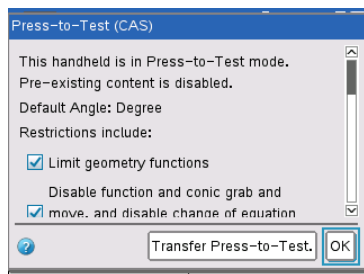 Press-to-Test (CAS)
This handheld is in Press-to-Test mode.
Pre-existing content is disabled.
Default Angle: Degree
Restrictions include:
Limit geometry functions
Disable function and conic grab and
move, and disable change of equation
?
Transfer Press-to-Test.
OK